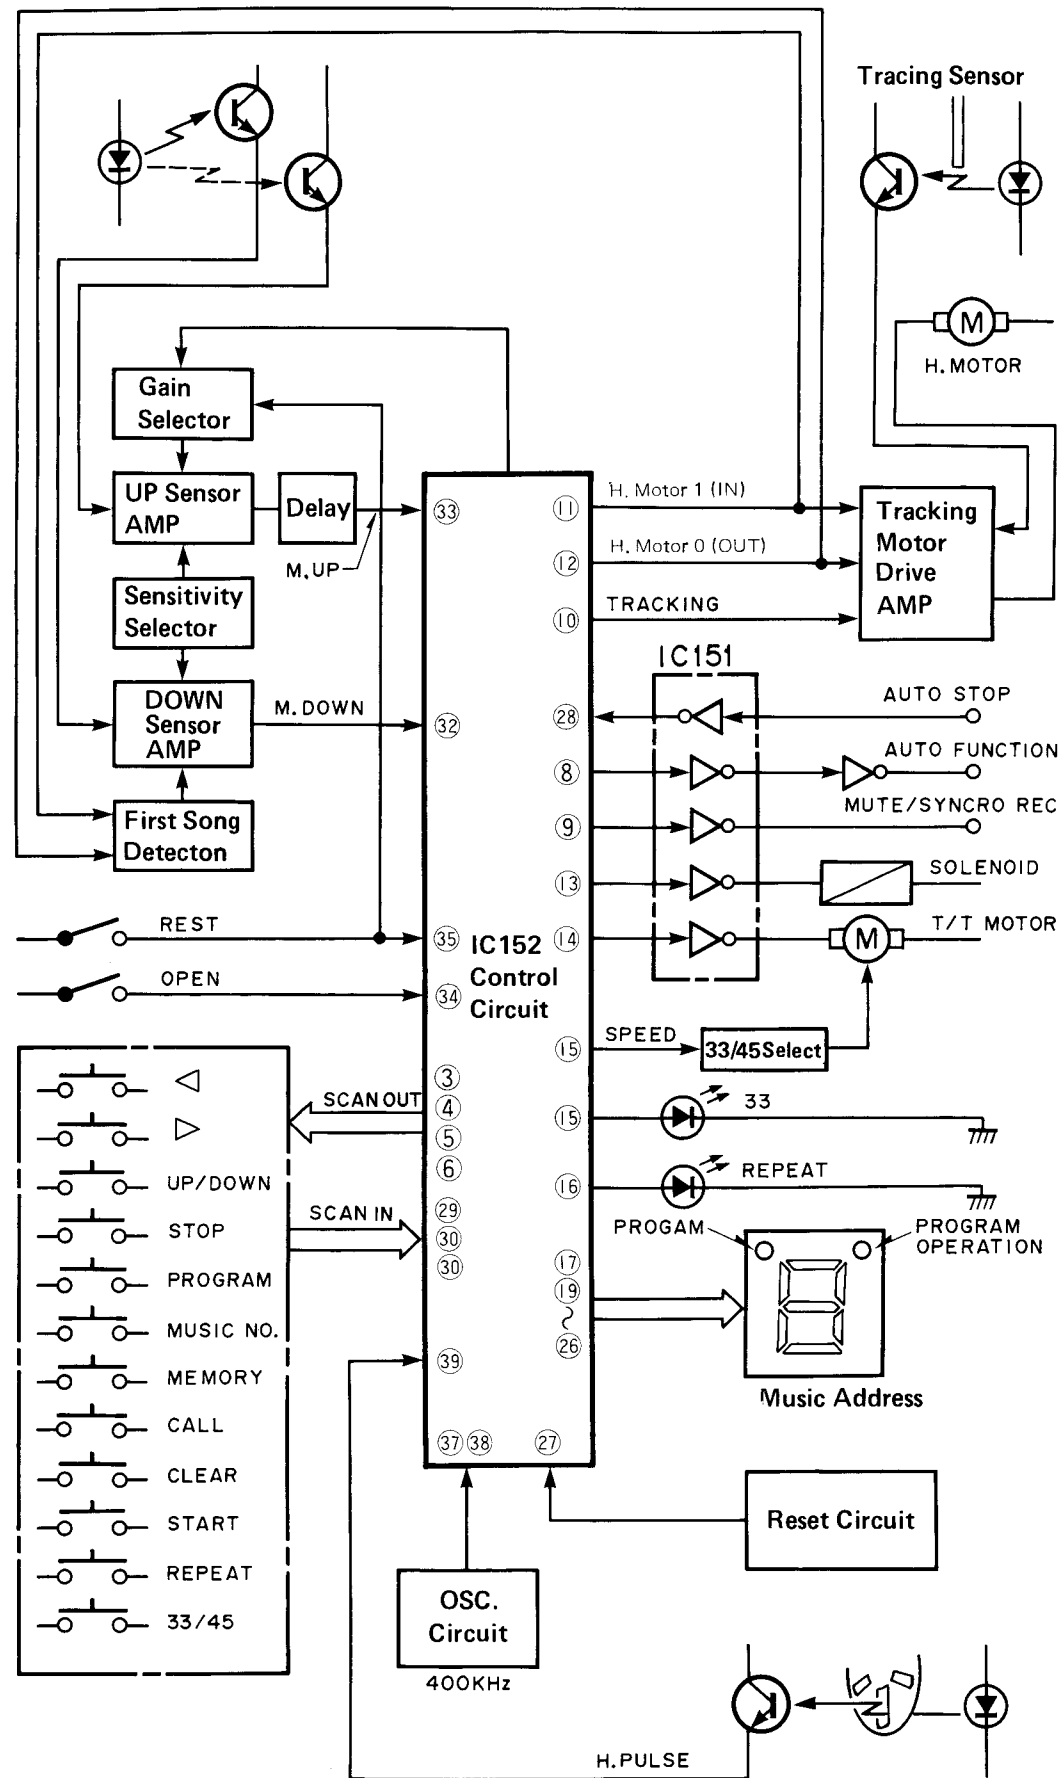 Tracing Sensor
M
H. MOTOR
Gain
Selector
UP Sensor
AMP
Delay
M. UP
Sensitivity
Selector
DOWN
Sensor
AMP
M. DOWN
First Song
Detecton
REST
OPEN
33
32
35
34
3
4
5
6
29
30
30
39
37 38
27
IC152
Control
Circuit
11
12
10
28
8
9
13
14
15
15
16
17
19
~
26
H. Motor 1 (IN)
H. Motor 0 (OUT)
TRACKING
Tracking
Motor
Drive
AMP
IC151
AUTO STOP
AUTO FUNCTION
MUTE/SYNCRO REC
SOLENOID
T/T MOTOR
M
SPEED
33/45 Select
33
REPEAT
PROGAM
PROGRAM
OPERATION
Music Address
SCAN OUT
SCAN IN
◁
▷
UP/DOWN
STOP
PROGRAM
MUSIC NO.
MEMORY
CALL
CLEAR
START
REPEAT
33/45
OSC.
Circuit
400KHz
Reset Circuit
H. PULSE